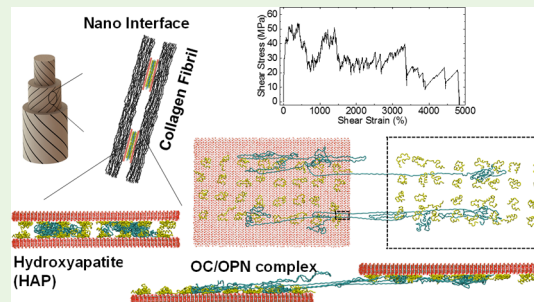 Nano Interface
Collagen Fibril
Shear Stress (MPa)
60
50
40
30
20
10
0
0 1000 2000 3000 4000 5000
Shear Strain (%)
Hydroxyapatite
(HAP)
OC/OPN complex